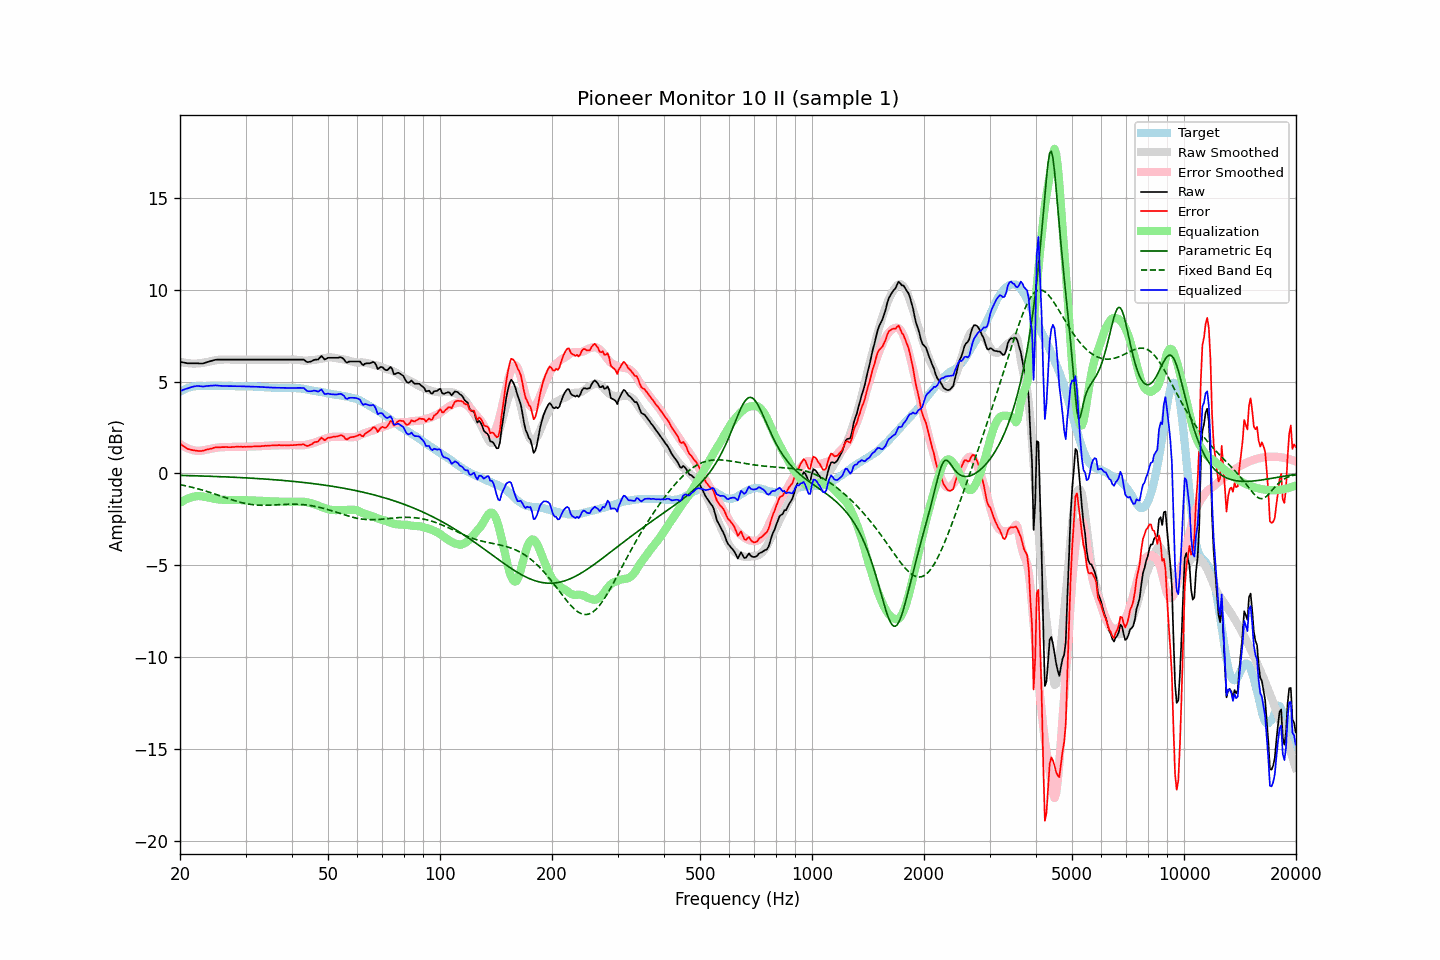 Pioneer Monitor 10 II (sample 1)
Target
Raw Smoothed
Error Smoothed
Raw
Error
Equalization
Parametric Eq
Fixed Band Eq
Equalized
15
10
5
0
−5
−10
−15
−20
Amplitude (dBr)
20 50 100 200 500 1000 2000 5000 10000 20000
Frequency (Hz)